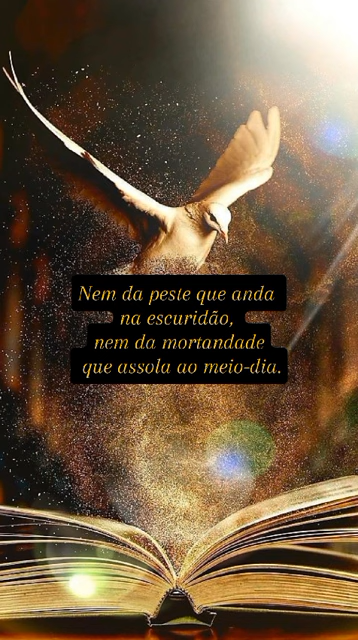 Nem da peste que anda
na escuridão,
nem da mortandade
que assola ao meio-dia.